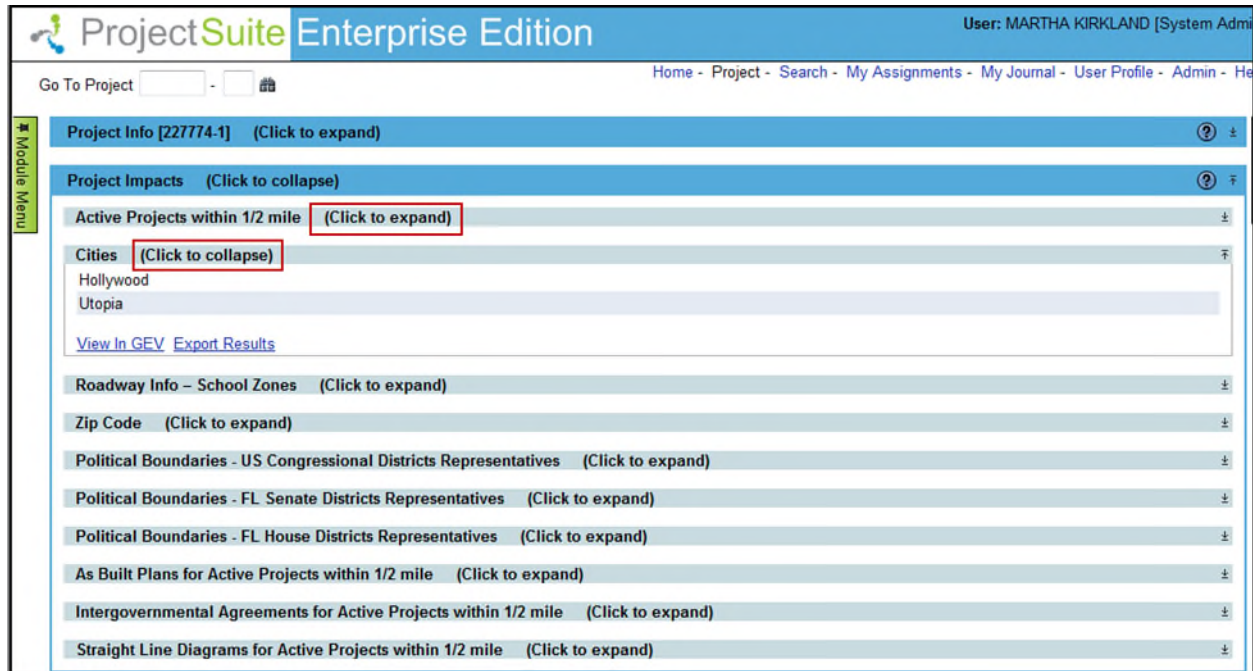 ProjectSuite Enterprise Edition
User: MARTHA KIRKLAND [System Admi
Go To Project -
Home - Project - Search - My Assignments - My Journal - User Profile - Admin - He
Module Menu
Project Info [227774-1] (Click to expand)
Project Impacts (Click to collapse)
Active Projects within 1/2 mile (Click to expand)
Cities (Click to collapse)
Hollywood
Utopia
View In GEV Export Results
Roadway Info – School Zones (Click to expand)
Zip Code (Click to expand)
Political Boundaries - US Congressional Districts Representatives (Click to expand)
Political Boundaries - FL Senate Districts Representatives (Click to expand)
Political Boundaries - FL House Districts Representatives (Click to expand)
As Built Plans for Active Projects within 1/2 mile (Click to expand)
Intergovernmental Agreements for Active Projects within 1/2 mile (Click to expand)
Straight Line Diagrams for Active Projects within 1/2 mile (Click to expand)